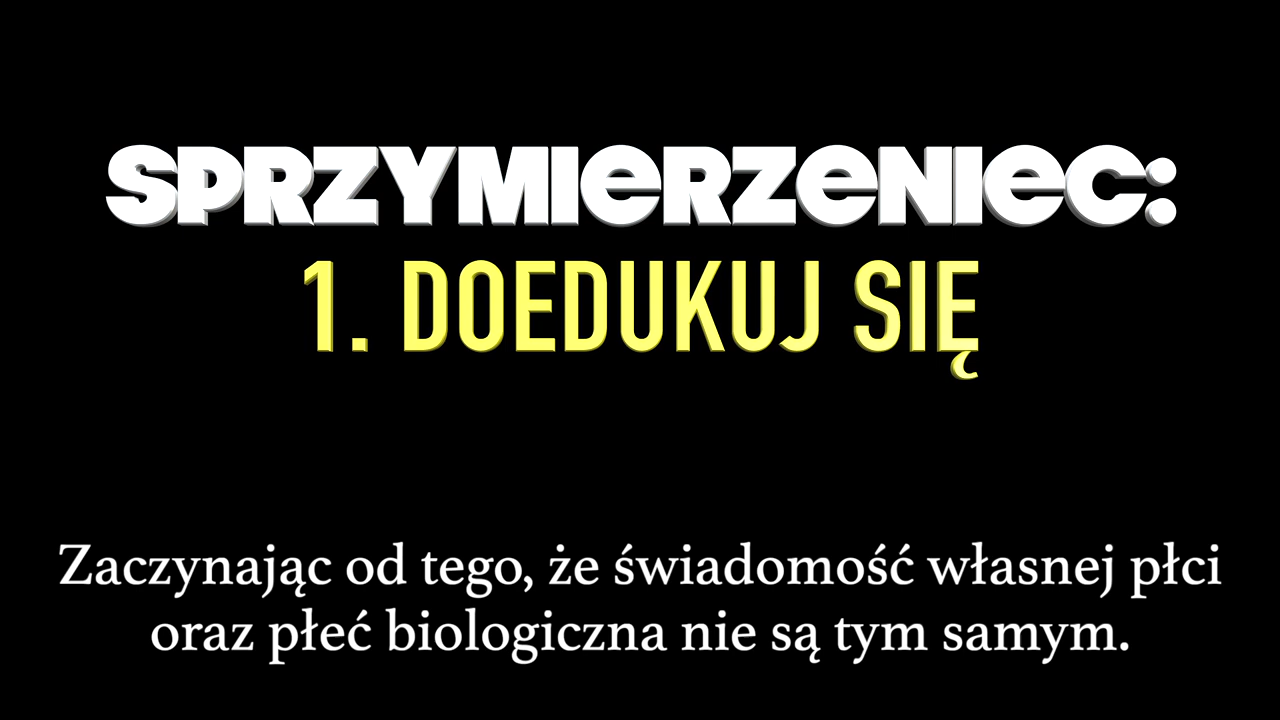 SPRZYMIERZENIEC:
1. DOEDUKUJ SIĘ
Zaczynając od tego, że świadomość własnej płci
oraz płeć biologiczna nie są tym samym.